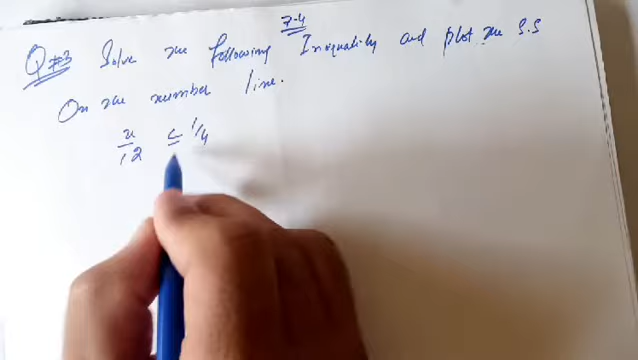 7.4
Q#3 Solve the following Inequality and plot the S.S
On the number line.
x/12 ≤ 1/4